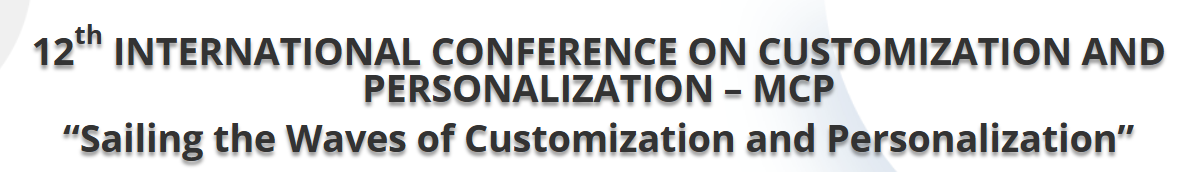 12th INTERNATIONAL CONFERENCE ON CUSTOMIZATION AND
PERSONALIZATION – MCP
“Sailing the Waves of Customization and Personalization”